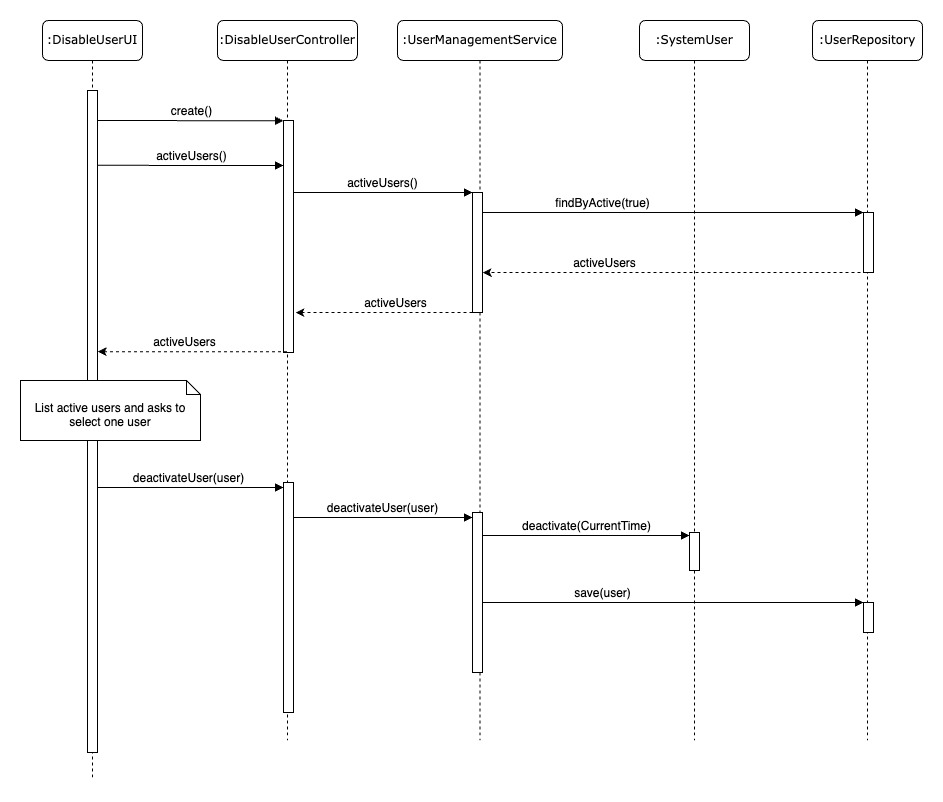 :DisableUserUI
:DisableUserController
:UserManagementService
:SystemUser
:UserRepository
create()
activeUsers()
activeUsers()
findByActive(true)
activeUsers
activeUsers
activeUsers
List active users and asks to
select one user
deactivateUser(user)
deactivateUser(user)
deactivate(CurrentTime)
save(user)